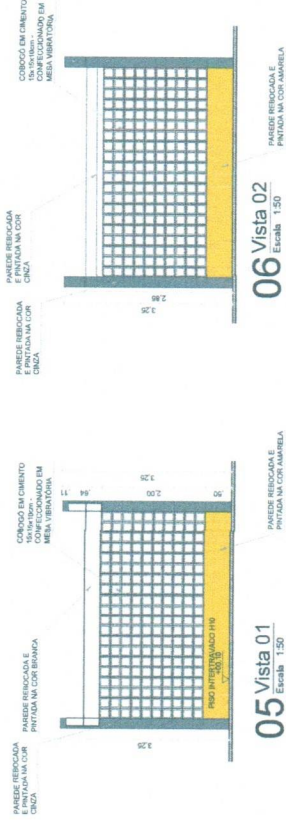 PAREDE REBOCADA
E PINTADA NA COR
CINZA
PAREDE REBOCADA E
PINTADA NA COR BRANCA
COBOGÓ EM CIMENTO
15x15x10cm -
CONFECCIONADO EM
MESA VIBRATÓRIA
3.25
.11
.64
2.00
3.25
.50
PISO INTERTRAVADO H10
+00.10
PAREDE REBOCADA E
PINTADA NA COR AMARELA
05 Vista 01
Escala 1:50
PAREDE REBOCADA
E PINTADA NA COR
CINZA
PAREDE REBOCADA
E PINTADA NA COR
CINZA
COBOGÓ EM CIMENTO
15x15x10cm -
CONFECCIONADO EM
MESA VIBRATÓRIA
3.25
2.85
PAREDE REBOCADA E
PINTADA NA COR AMARELA
06 Vista 02
Escala 1:50